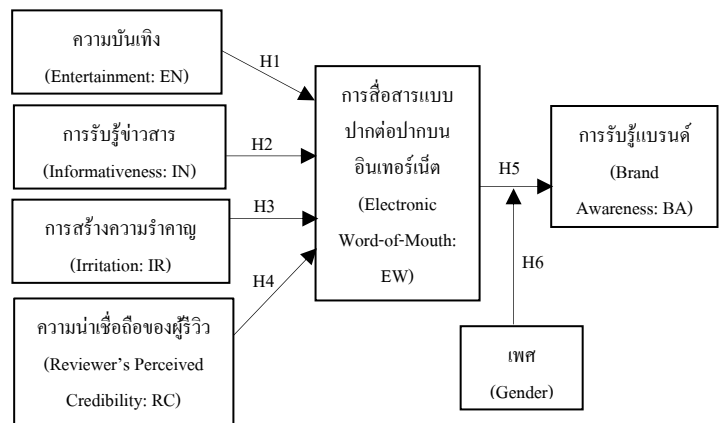 ความบันเทิง
(Entertainment: EN)
H1
การรับรู้ข่าวสาร
(Informativeness: IN)
H2
การสร้างความรำคาญ
(Irritation: IR)
H3
ความน่าเชื่อถือของผู้รีวิว
(Reviewer's Perceived
Credibility: RC)
H4
การสื่อสารแบบ
ปากต่อปากบน
อินเทอร์เน็ต
(Electronic
Word-of-Mouth:
EW)
H5
การรับรู้แบรนด์
(Brand
Awareness: BA)
H6
เพศ
(Gender)